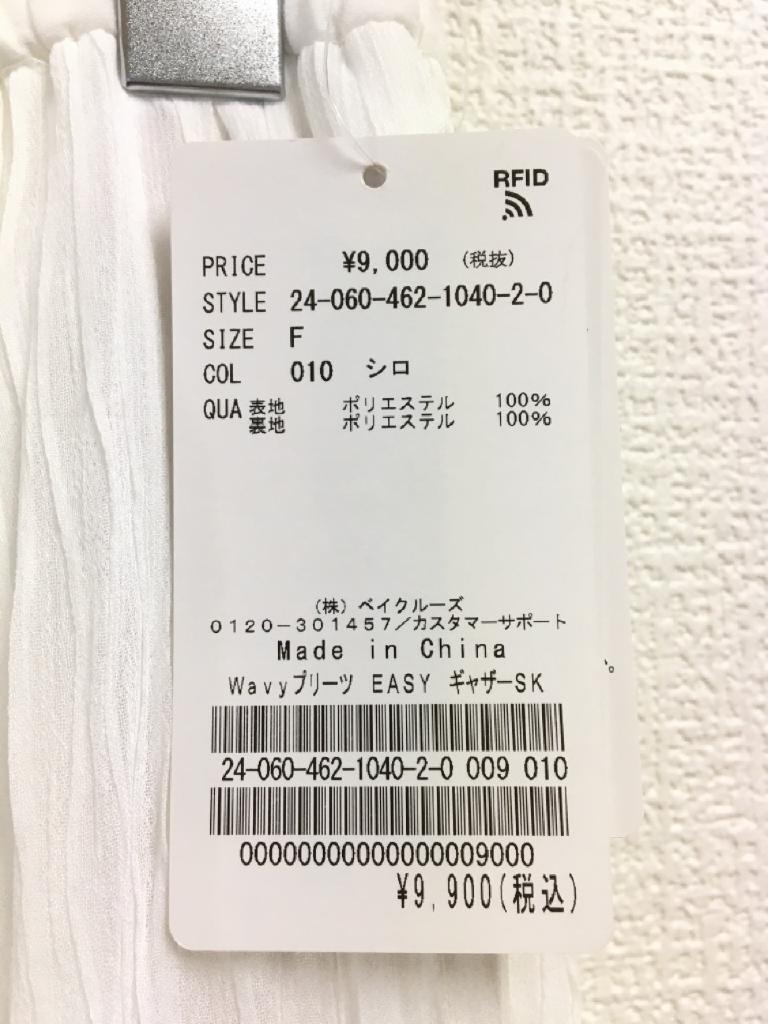 RFID
PRICE ¥9,000 (税抜)
STYLE 24-060-462-1040-2-0
SIZE F
COL 010 シロ
QUA 表地 ポリエステル 100%
裏地 ポリエステル 100%
(株) ベイクルーズ
0120-301457/カスタマーサポート
Made in China
Wavyプリーツ EASY ギャザーSK
24-060-462-1040-2-0 009 010
00000000000000009000
¥9,900(税込)